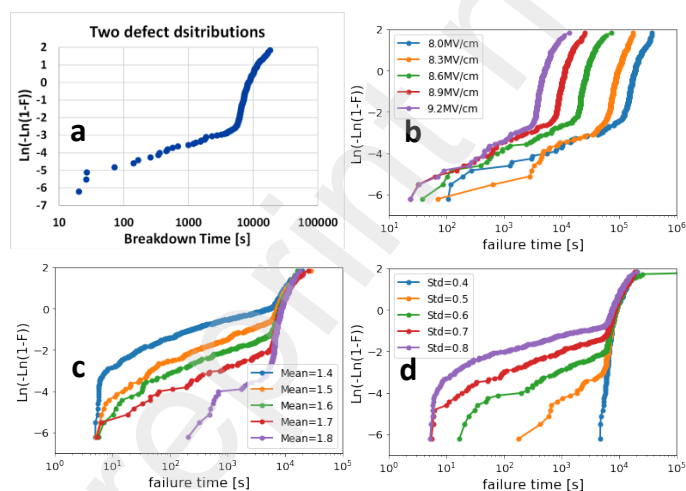 Two defect dsitributions
Ln(-Ln(1-F))
2
1
0
-1
-2
-3
-4
-5
-6
7
a
10
100
1000
10000
100000
Breakdown Time [s]
Ln(-Ln(1-F))
2
0
−2
−4
−6
8.0MV/cm
8.3MV/cm
8.6MV/cm
8.9MV/cm
9.2MV/cm
b
10¹ 10² 10³ 10⁴ 10⁵ 10⁶
failure time [s]
Ln(-Ln(1-F))
2
0
−2
−4
−6
c
Mean=1.4
Mean=1.5
Mean=1.6
Mean=1.7
Mean=1.8
10⁰ 10¹ 10² 10³ 10⁴ 10⁵
failure time [s]
Ln(-Ln(1-F))
2
0
−2
−4
−6
Std=0.4
Std=0.5
Std=0.6
Std=0.7
Std=0.8
d
10⁰ 10¹ 10² 10³ 10⁴ 10⁵
failure time [s]